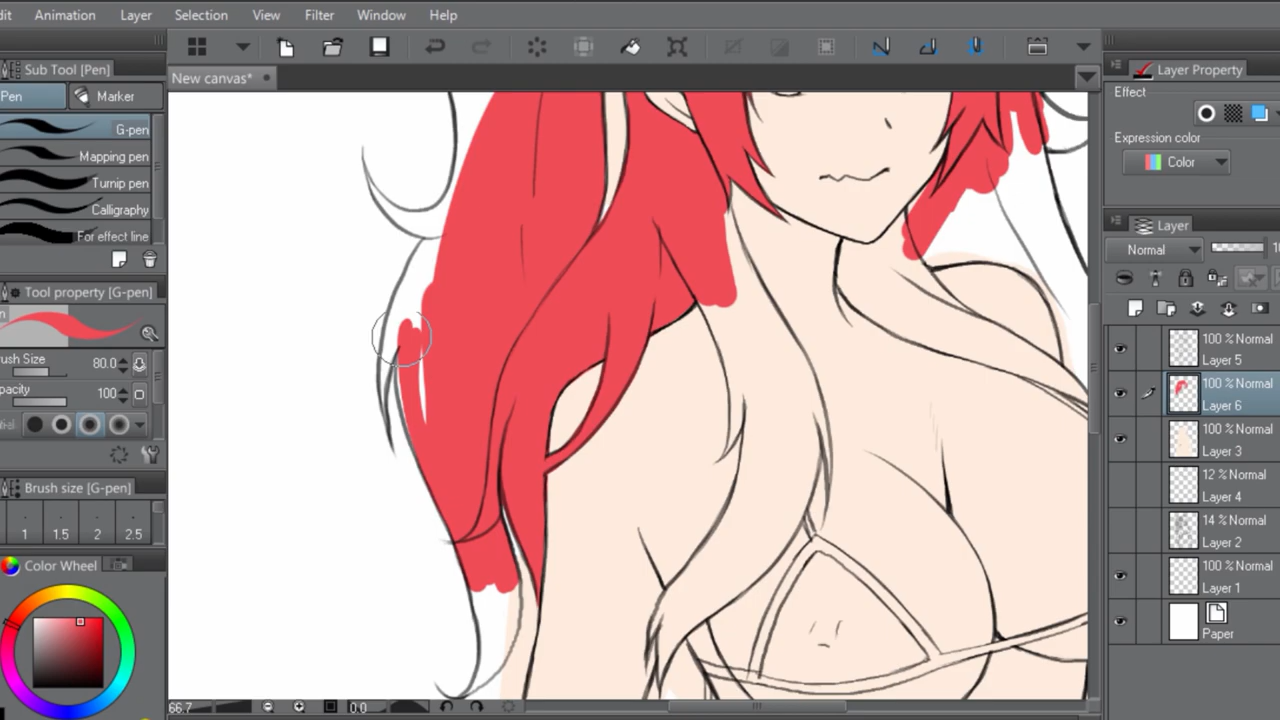 dit Animation Layer Selection View Filter Window Help
Sub Tool [Pen]
Pen Marker
G-pen
Mapping pen
Turnip pen
Calligraphy
For effect line
Tool property [G-pen]
Brush Size 80.0
Opacity 100
Brush size [G-pen]
1 1.5 2 2.5
Color Wheel
New canvas*
66.7 0.0
Layer Property
Effect
Expression color
Color
Layer
Normal
100 % Normal
Layer 5
100 % Normal
Layer 6
100 % Normal
Layer 3
12 % Normal
Layer 4
14 % Normal
Layer 2
100 % Normal
Layer 1
Paper